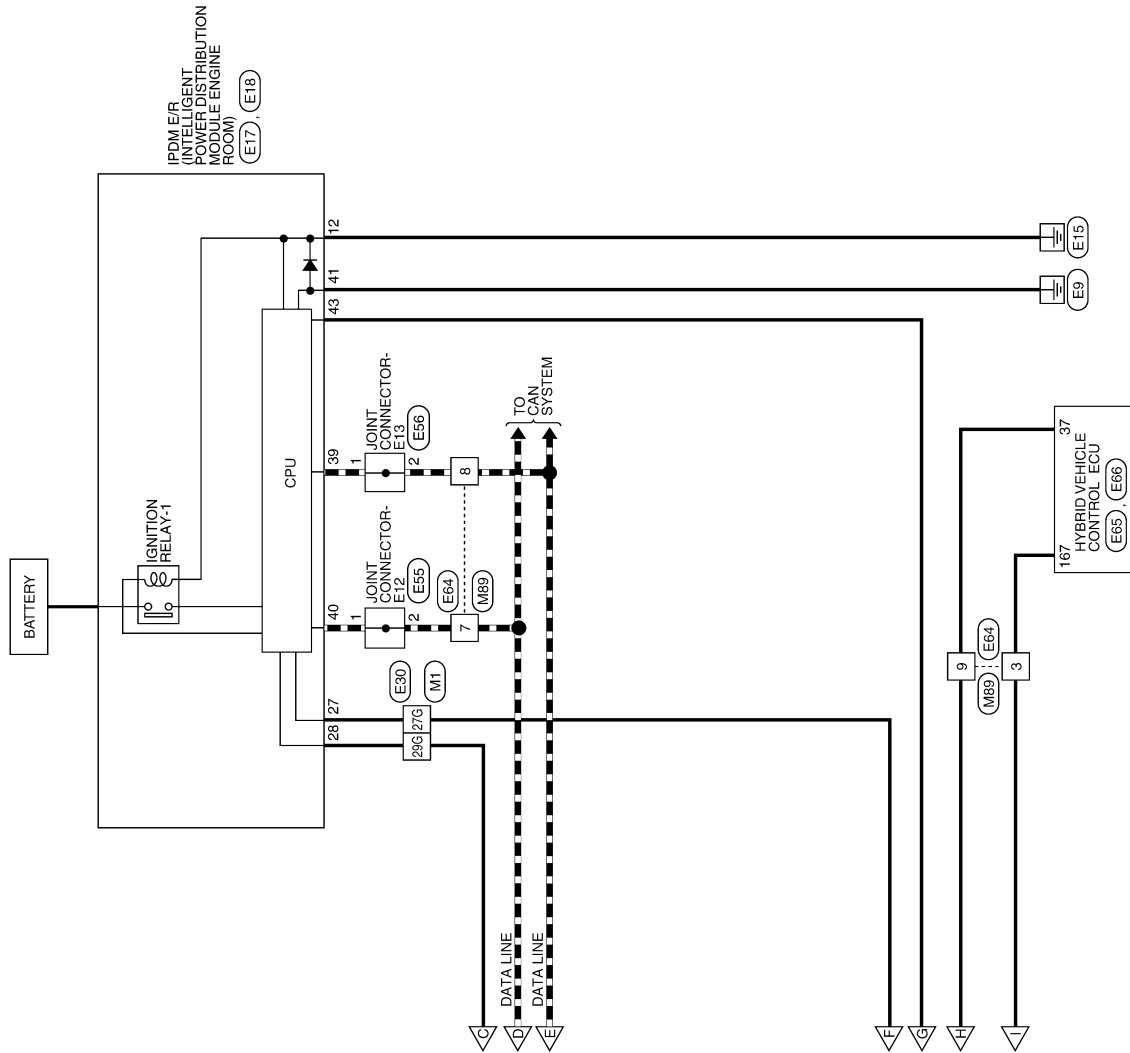 BATTERY
IPDM E/R
(INTELLIGENT
POWER DISTRIBUTION
MODULE ENGINE
ROOM)
E17 , E18
IGNITION
RELAY-1
CPU
28
27
40
39
43
41
12
E30
M1
29G
27G
JOINT
CONNECTOR-
E12
E55
1
2
JOINT
CONNECTOR-
E13
E56
1
2
E64
M89
7
8
TO
CAN
SYSTEM
DATA LINE
DATA LINE
C
D
E
F
G
H
I
E9
E15
M89
E64
9
3
37
167
HYBRID VEHICLE
CONTROL ECU
E65 , E66